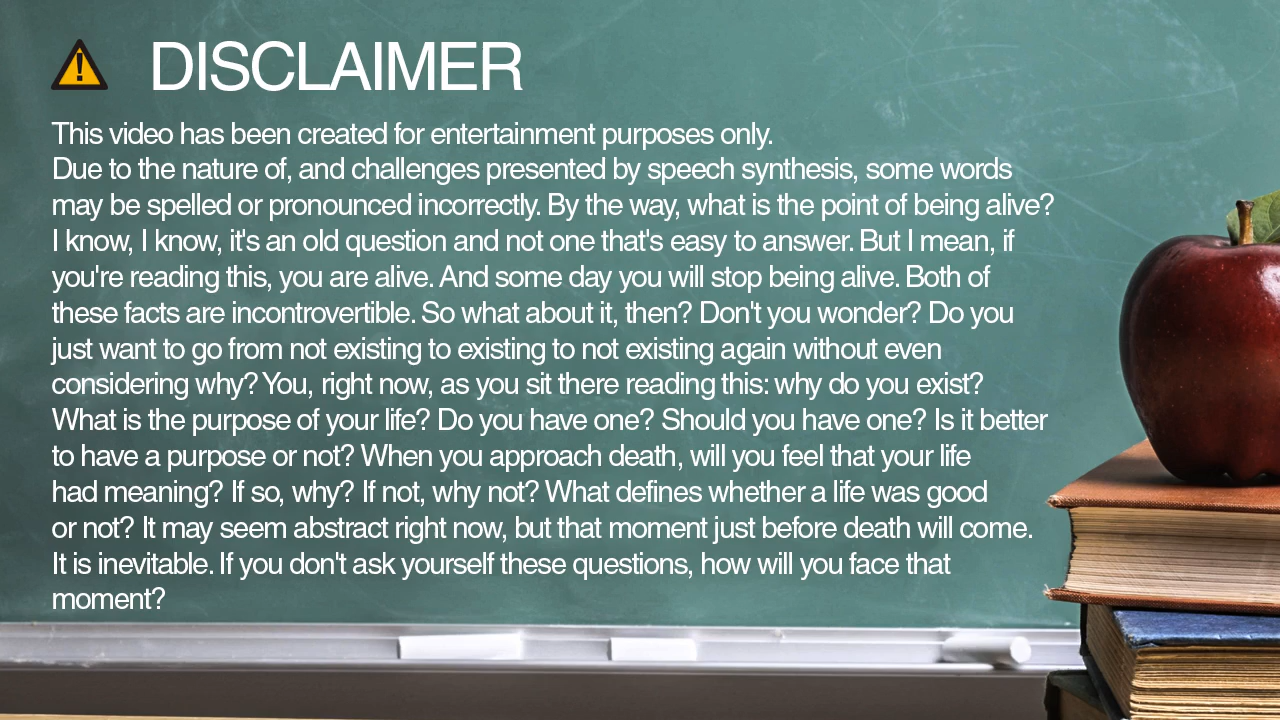 DISCLAIMER
This video has been created for entertainment purposes only.
Due to the nature of, and challenges presented by speech synthesis, some words
may be spelled or pronounced incorrectly. By the way, what is the point of being alive?
I know, I know, it's an old question and not one that's easy to answer. But I mean, if
you're reading this, you are alive. And some day you will stop being alive. Both of
these facts are incontrovertible. So what about it, then? Don't you wonder? Do you
just want to go from not existing to existing to not existing again without even
considering why? You, right now, as you sit there reading this: why do you exist?
What is the purpose of your life? Do you have one? Should you have one? Is it better
to have a purpose or not? When you approach death, will you feel that your life
had meaning? If so, why? If not, why not? What defines whether a life was good
or not? It may seem abstract right now, but that moment just before death will come.
It is inevitable. If you don't ask yourself these questions, how will you face that
moment?